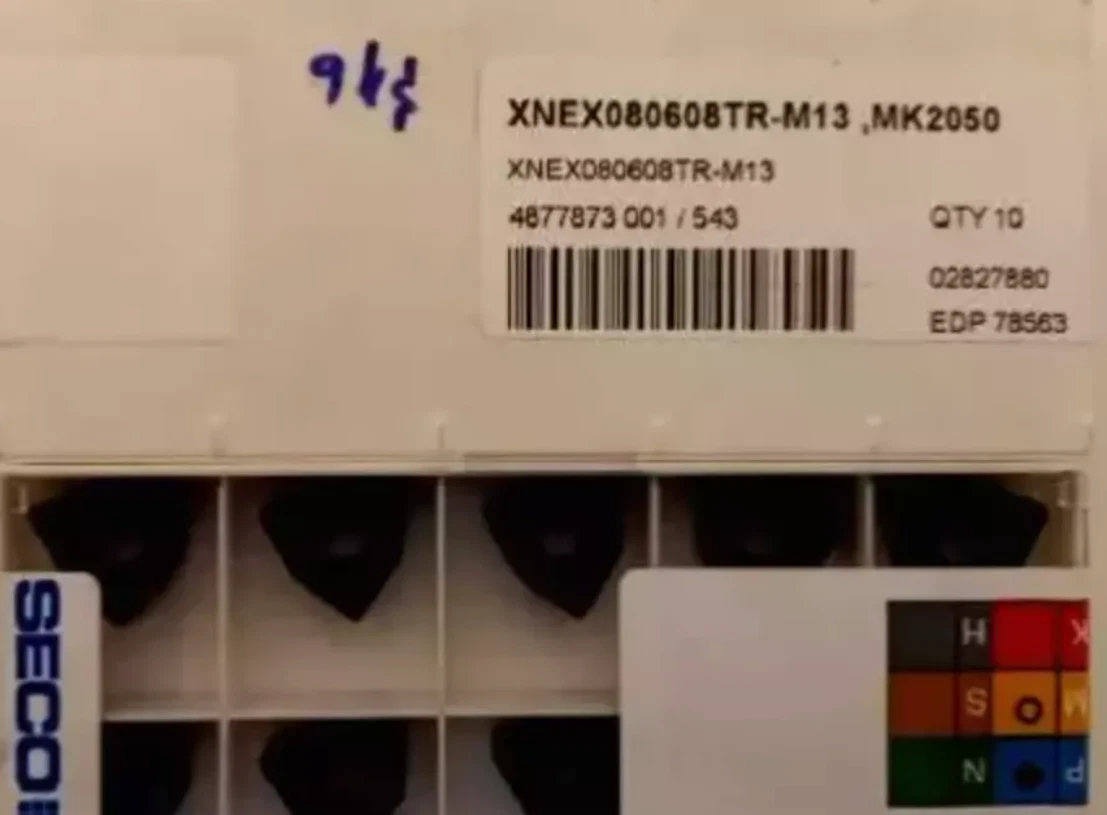 XNEX080608TR-M13 ,MK2050
XNEX080608TR-M13
4877873 001 / 543
QTY 10
02827880
EDP 78563
SECO
H
K
S
M
N
P